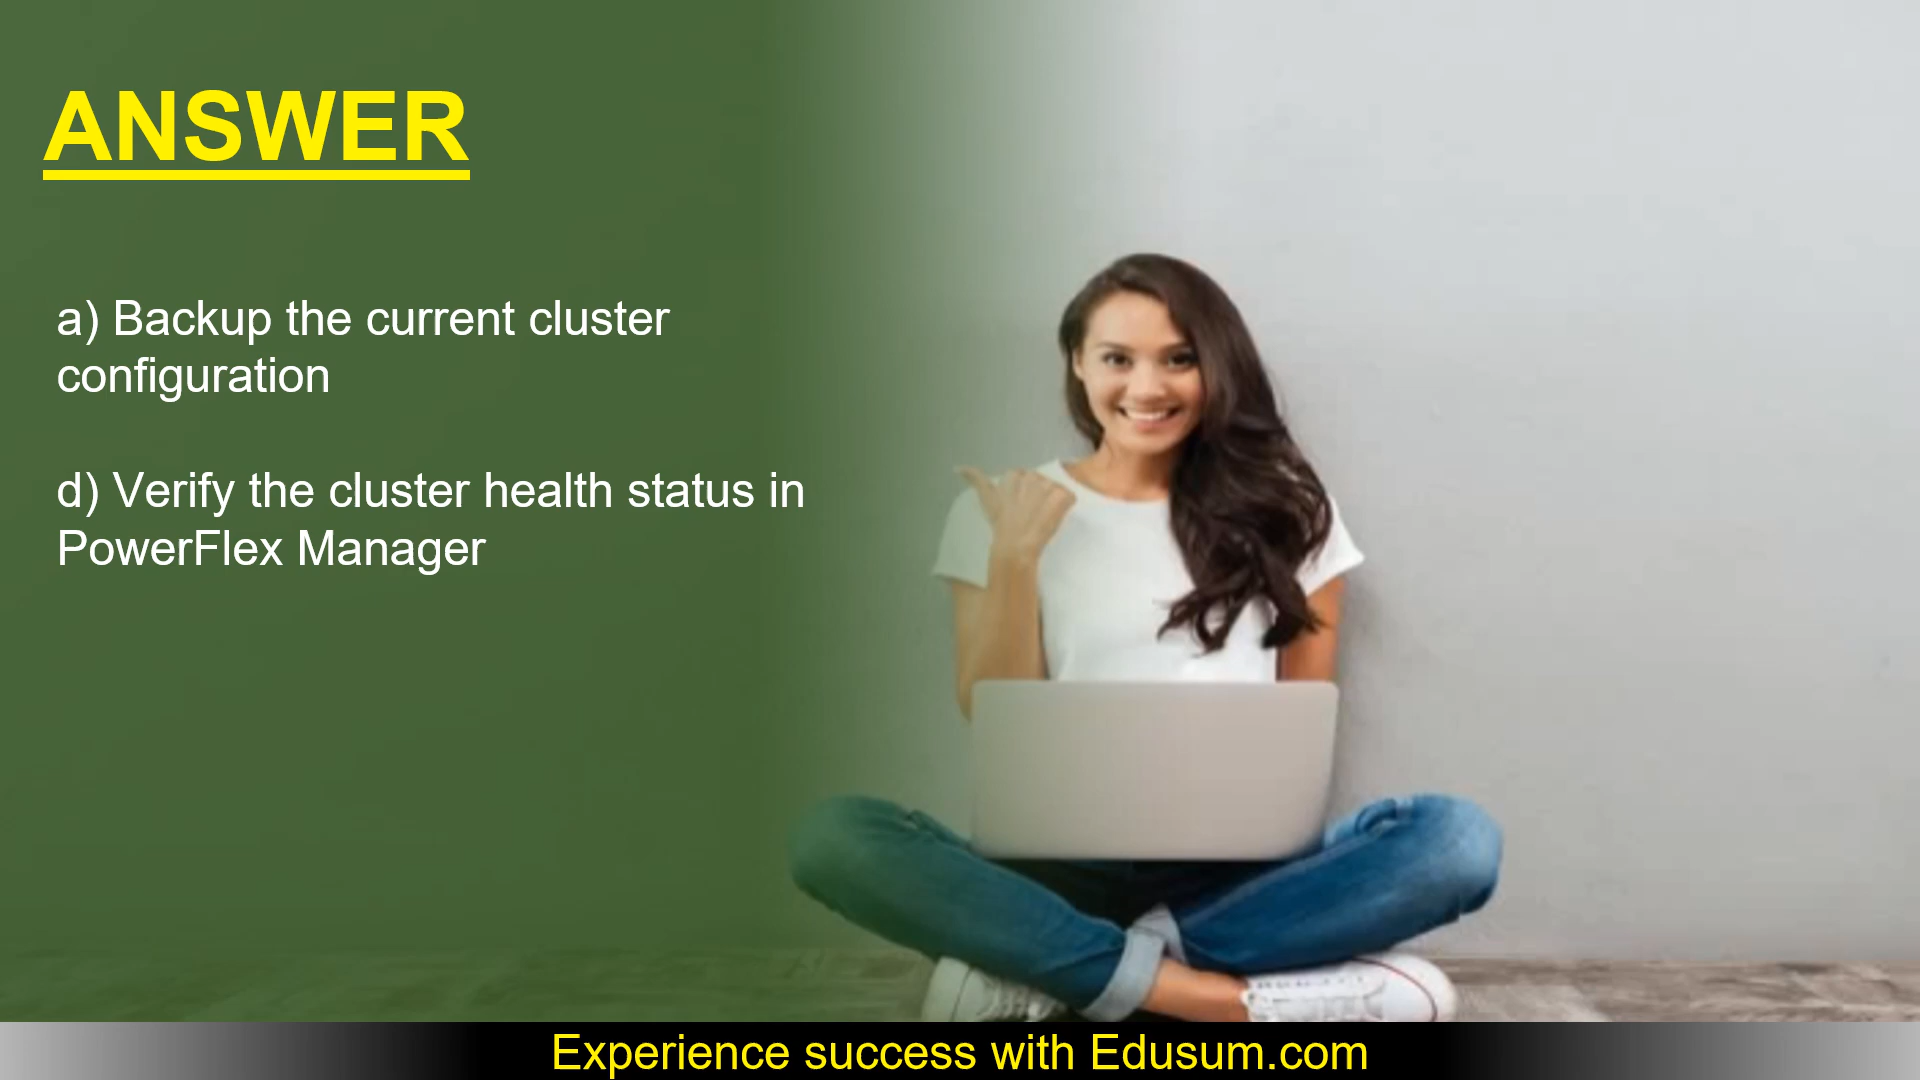 ANSWER
a) Backup the current cluster
configuration
d) Verify the cluster health status in
PowerFlex Manager
Experience success with Edusum.com